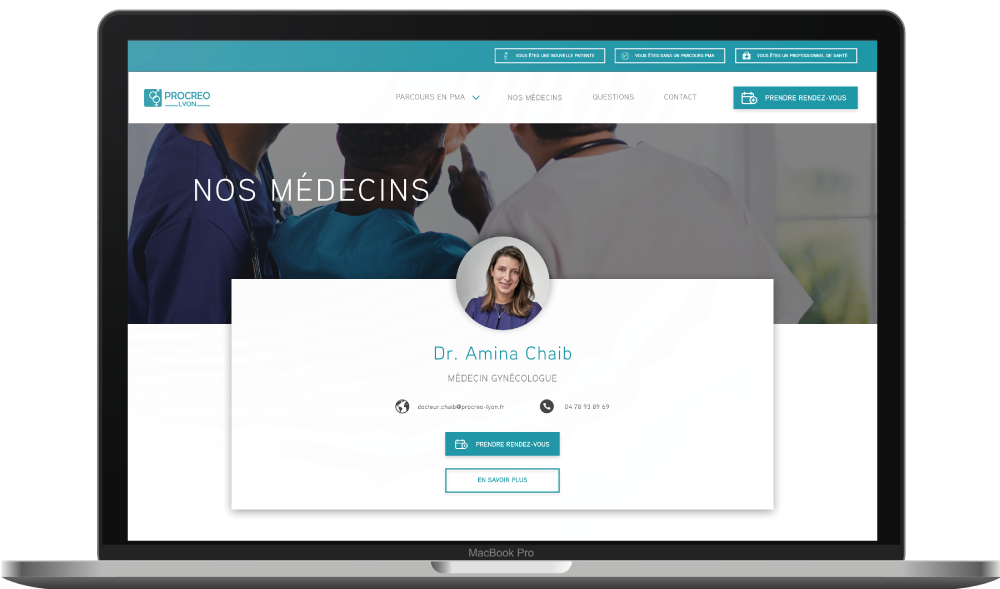 VOUS ÊTES UNE NOUVELLE PATIENTE
VOUS ÊTES DANS UN PARCOURS PMA
VOUS ÊTES UN PROFESSIONNEL DE SANTÉ
PROCREO
LYON
PARCOURS EN PMA
NOS MÉDECINS
QUESTIONS
CONTACT
PRENDRE RENDEZ-VOUS
NOS MÉDECINS
Dr. Amina Chaib
MÉDECIN GYNÉCOLOGUE
docteur.chaib@procreo-lyon.fr
04 78 93 89 69
PRENDRE RENDEZ-VOUS
EN SAVOIR PLUS
MacBook Pro